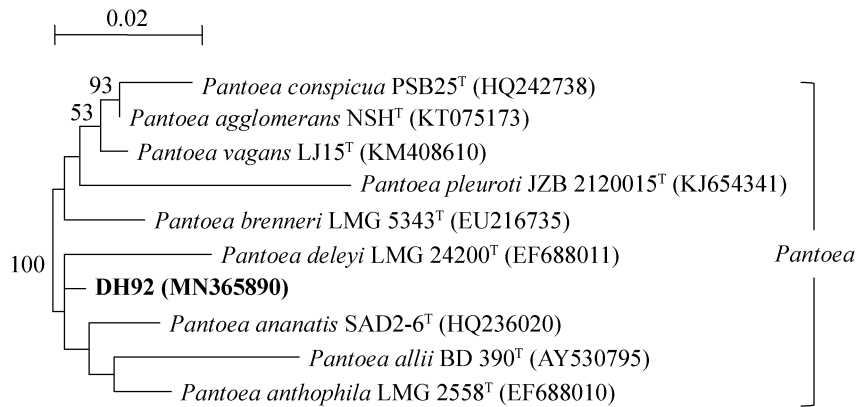 0.02
93
Pantoea conspicua PSB25ᵀ (HQ242738)
53
Pantoea agglomerans NSHᵀ (KT075173)
Pantoea vagans LJ15ᵀ (KM408610)
Pantoea pleuroti JZB 2120015ᵀ (KJ654341)
Pantoea brenneri LMG 5343ᵀ (EU216735)
Pantoea deleyi LMG 24200ᵀ (EF688011)
Pantoea
100
DH92 (MN365890)
Pantoea ananatis SAD2-6ᵀ (HQ236020)
Pantoea allii BD 390ᵀ (AY530795)
Pantoea anthophila LMG 2558ᵀ (EF688010)